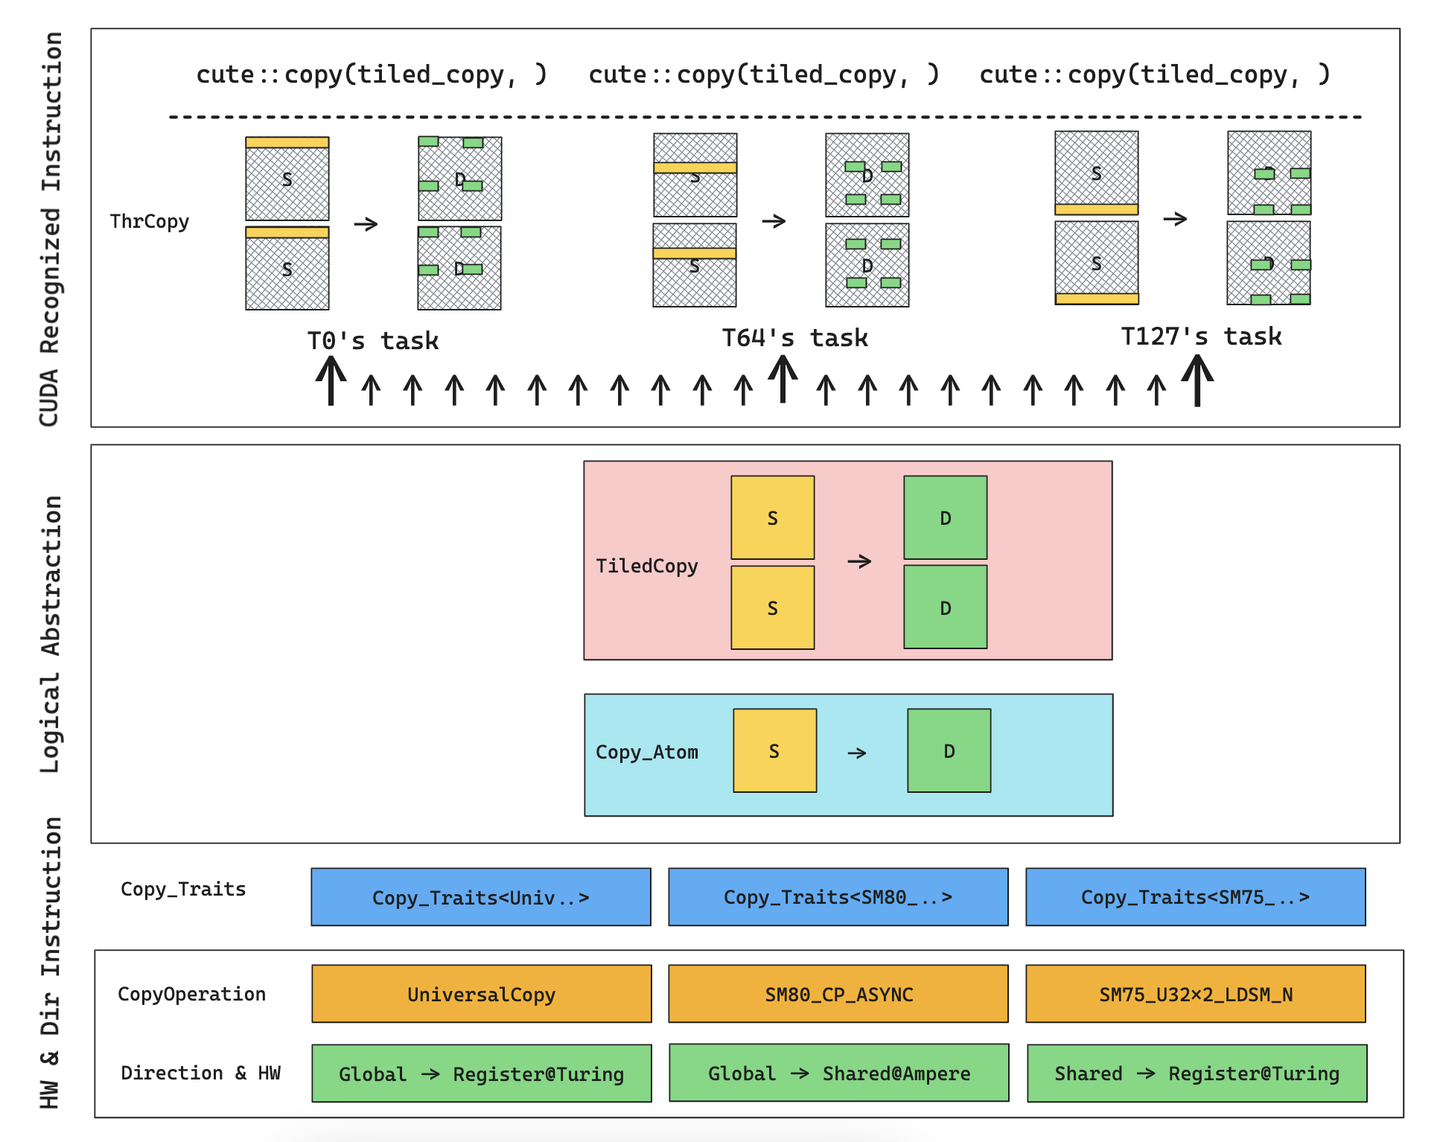 CUDA Recognized Instruction
cute::copy(tiled_copy, ) cute::copy(tiled_copy, ) cute::copy(tiled_copy, )
ThrCopy
S D
S D
S D
S D
S D
S D
T0's task T64's task T127's task
Logical Abstraction
TiledCopy
S → D
S D
Copy_Atom
S → D
HW & Dir Instruction
Copy_Traits
Copy_Traits<Univ..> Copy_Traits<SM80_..> Copy_Traits<SM75_..>
CopyOperation
UniversalCopy SM80_CP_ASYNC SM75_U32×2_LDSM_N
Direction & HW
Global → Register@Turing Global → Shared@Ampere Shared → Register@Turing